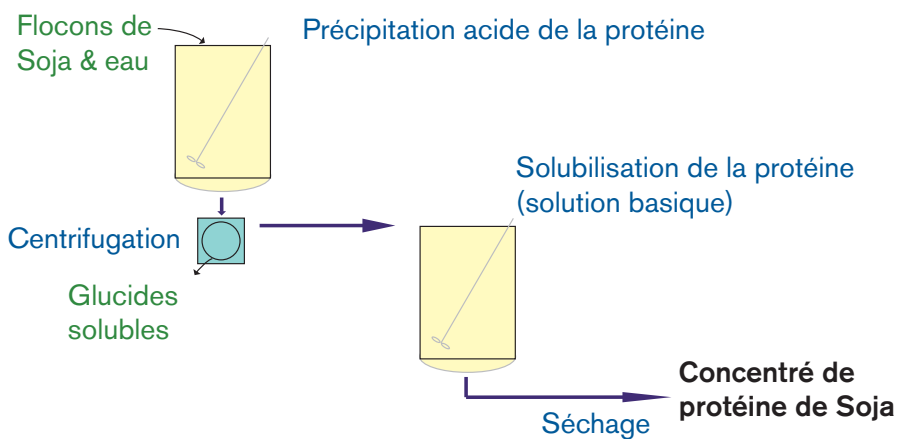 Flocons de
Soja & eau
Précipitation acide de la protéine
Solubilisation de la protéine
(solution basique)
Centrifugation
Glucides
solubles
Concentré de
protéine de Soja
Séchage